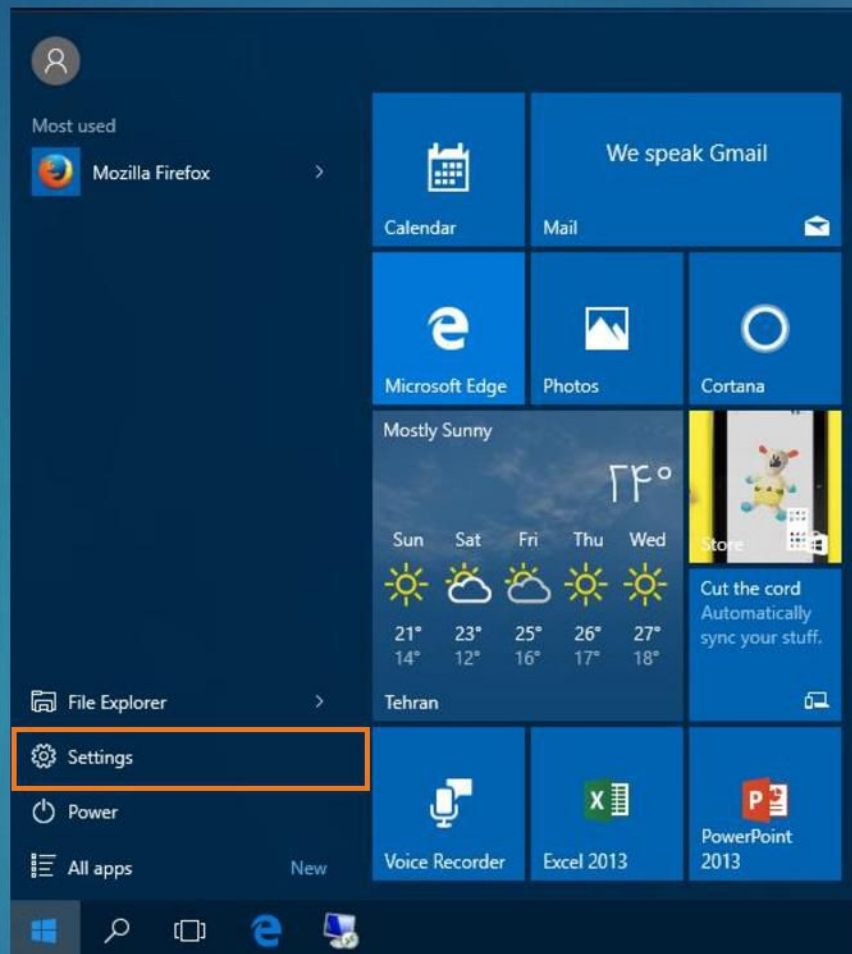 Most used
Mozilla Firefox
File Explorer
Settings
Power
All apps New
Calendar
We speak Gmail
Mail
Microsoft Edge
Photos
Cortana
Mostly Sunny
۲۴°
Sun Sat Fri Thu Wed
21° 23° 25° 26° 27°
14° 12° 16° 17° 18°
Tehran
Store
Cut the cord
Automatically
sync your stuff.
Voice Recorder
Excel 2013
PowerPoint
2013